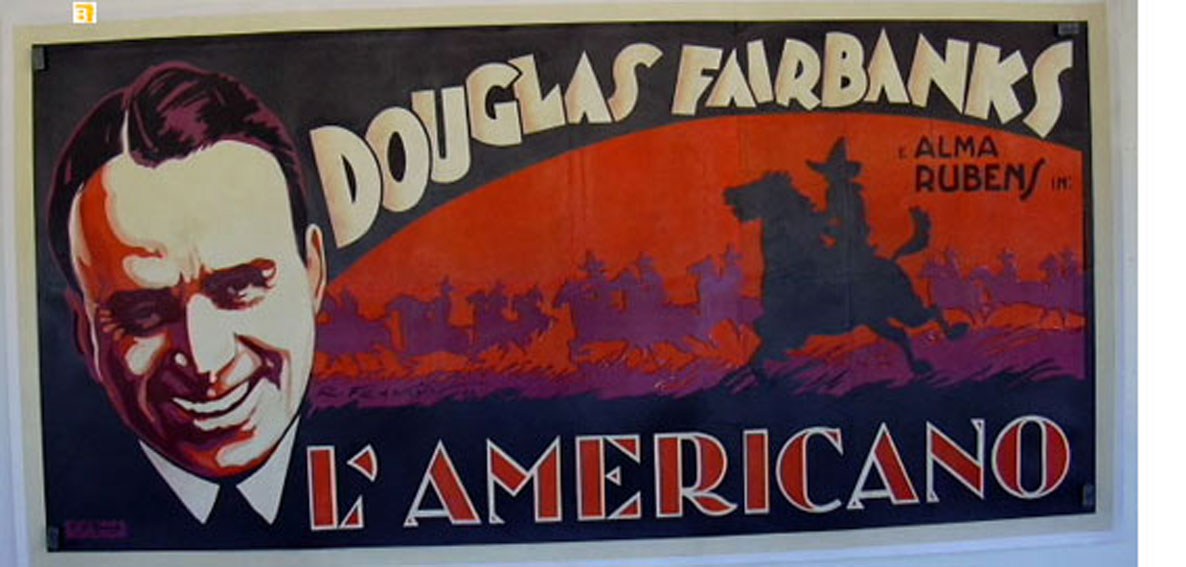 DOUGLAS FAIRBANKS
E ALMA
RUBENS IN:
L'AMERICANO